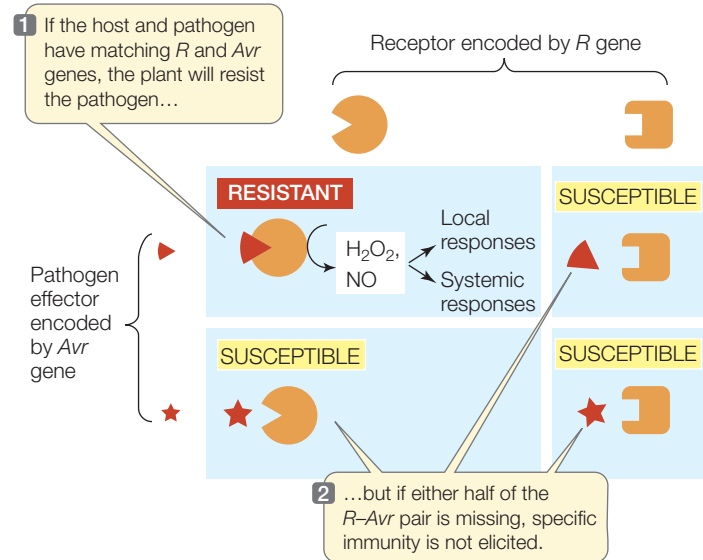 1 If the host and pathogen
have matching R and Avr
genes, the plant will resist
the pathogen…
Receptor encoded by R gene
RESISTANT
SUSCEPTIBLE
H₂O₂,
NO
Local
responses
Systemic
responses
Pathogen
effector
encoded
by Avr
gene
SUSCEPTIBLE
SUSCEPTIBLE
2 …but if either half of the
R–Avr pair is missing, specific
immunity is not elicited.